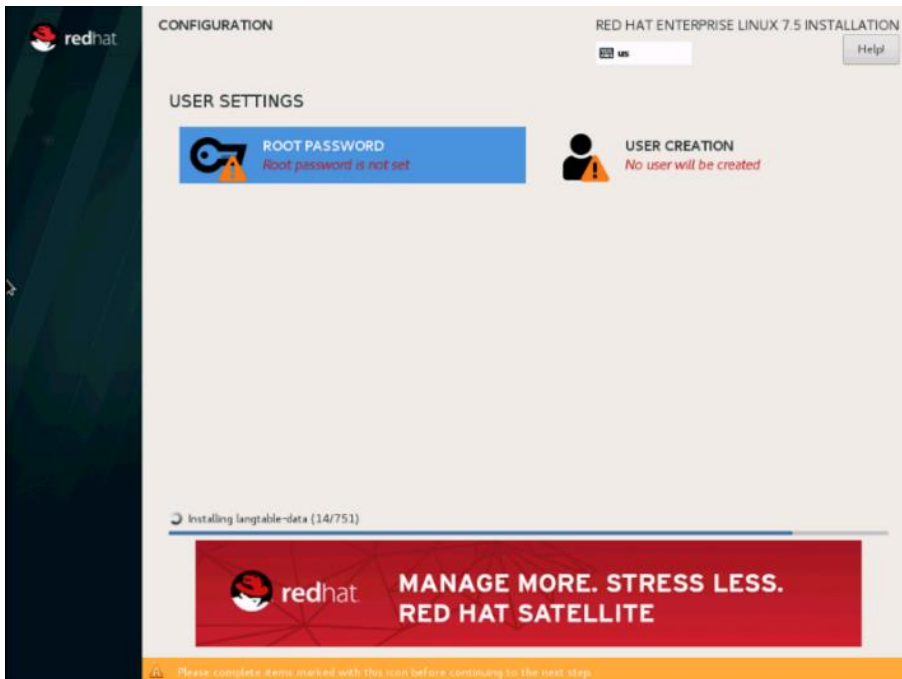 redhat.
CONFIGURATION
RED HAT ENTERPRISE LINUX 7.5 INSTALLATION
us
Help!
USER SETTINGS
ROOT PASSWORD
Root password is not set
USER CREATION
No user will be created
Installing langtable-data (14/751)
redhat.
MANAGE MORE. STRESS LESS.
RED HAT SATELLITE
Please complete items marked with this icon before continuing to the next step.